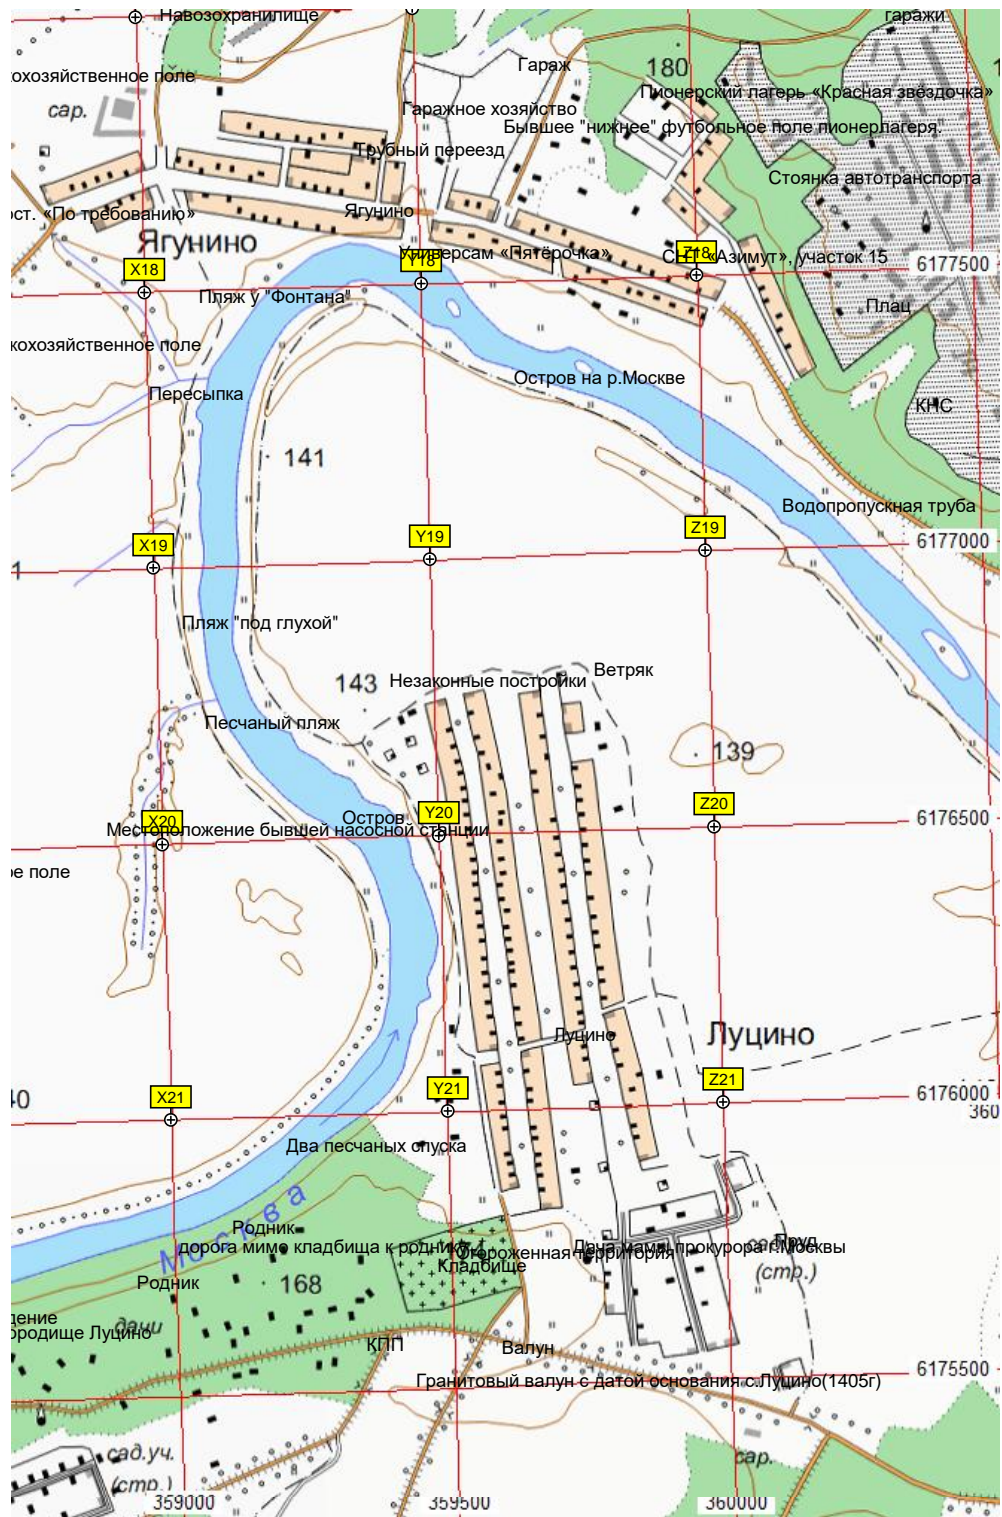 Навозохранилище
гаражи
Гараж
180
кохозяйственное поле
Пионерский лагерь «Красная звёздочка»
сар.
Гаражное хозяйство
Бывшее "нижнее" футбольное поле пионерлагеря.
Трубный переезд
Стоянка автотранспорта
ост. «По требованию»
Ягунино
Ягунино
Универсам «Пятёрочка»
СНТ «Азимут», участок 15
X18
Y18
Z18
6177500
Пляж у "Фонтана"
Плац
кохозяйственное поле
Остров на р.Москве
Пересыпка
КНС
141
Водопропускная труба
X19
Y19
Z19
6177000
Пляж "под глухой"
143
Незаконные постройки
Ветряк
Песчаный пляж
139
X20
Y20
Z20
6176500
Остров
Местоположение бывшей насосной станции
ое поле
Луцино
Луцино
X21
Y21
Z21
6176000
40
360
Два песчаных спуска
Москва
Родник
дорога мимо кладбища к роднику
Огороженная территория
Дача мамы прокурора г.Москвы
Пруд
(стр.)
Кладбище
Родник
168
дение
ородище Луцино
дачи
КПП
Валун
6175500
Гранитовый валун с датой основания с.Луцино(1405г)
сад.уч.
(стр.)
сар.
359000
359500
360000